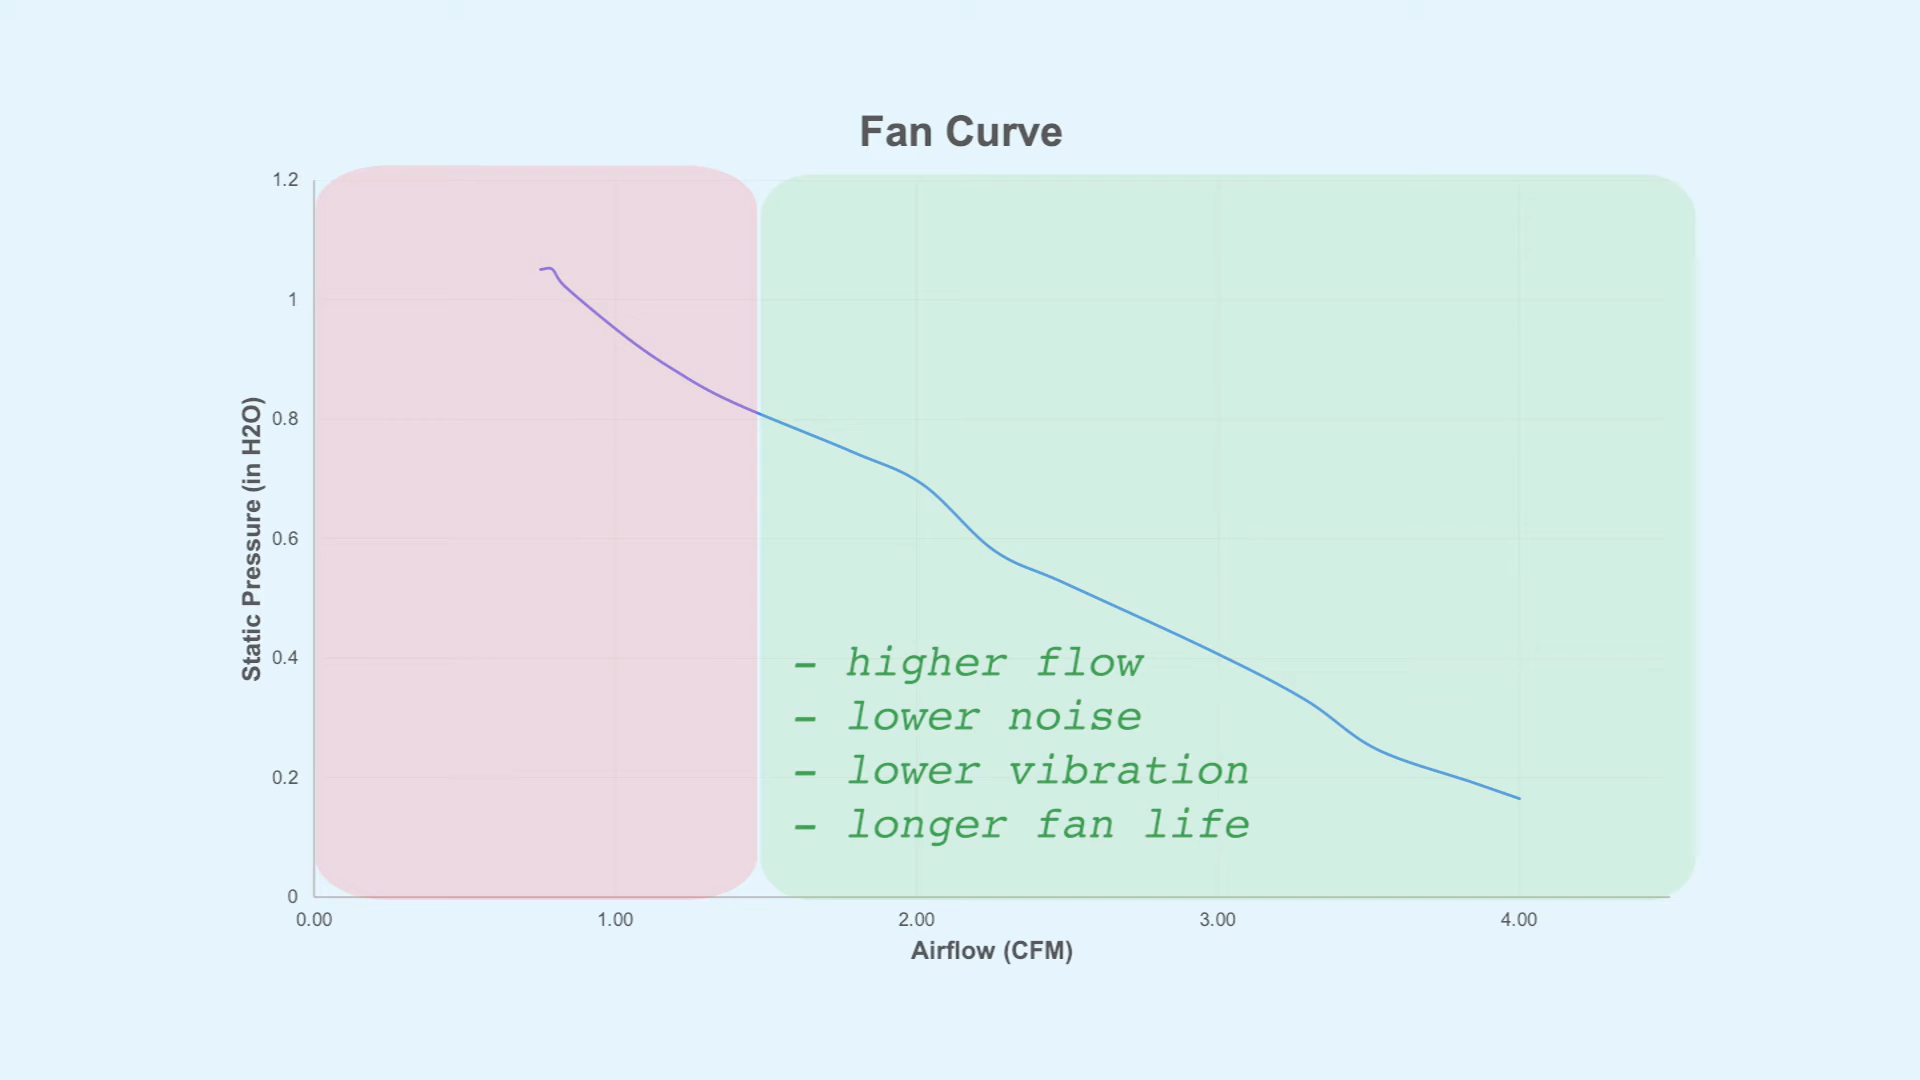 Fan Curve
1.2
1
0.8
0.6
0.4
0.2
0
Static Pressure (in H2O)
- higher flow
- lower noise
- lower vibration
- longer fan life
0.00 1.00 2.00 3.00 4.00
Airflow (CFM)